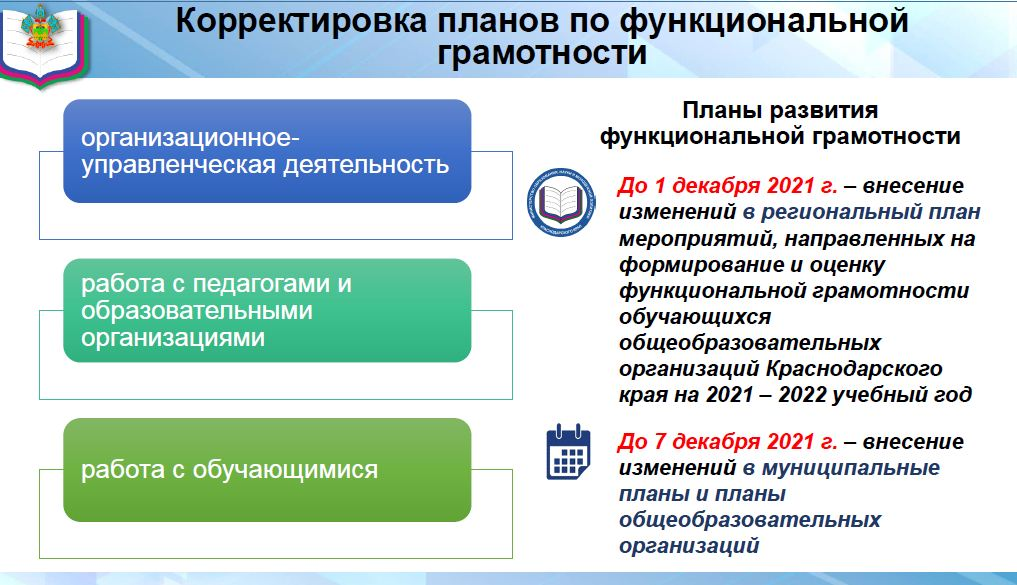 Корректировка планов по функциональной
грамотности
организационное-
управленческая деятельность
работа с педагогами и
образовательными
организациями
работа с обучающимися
Планы развития
функциональной грамотности
До 1 декабря 2021 г. – внесение
изменений в региональный план
мероприятий, направленных на
формирование и оценку
функциональной грамотности
обучающихся
общеобразовательных
организаций Краснодарского
края на 2021 – 2022 учебный год
До 7 декабря 2021 г. – внесение
изменений в муниципальные
планы и планы
общеобразовательных
организаций